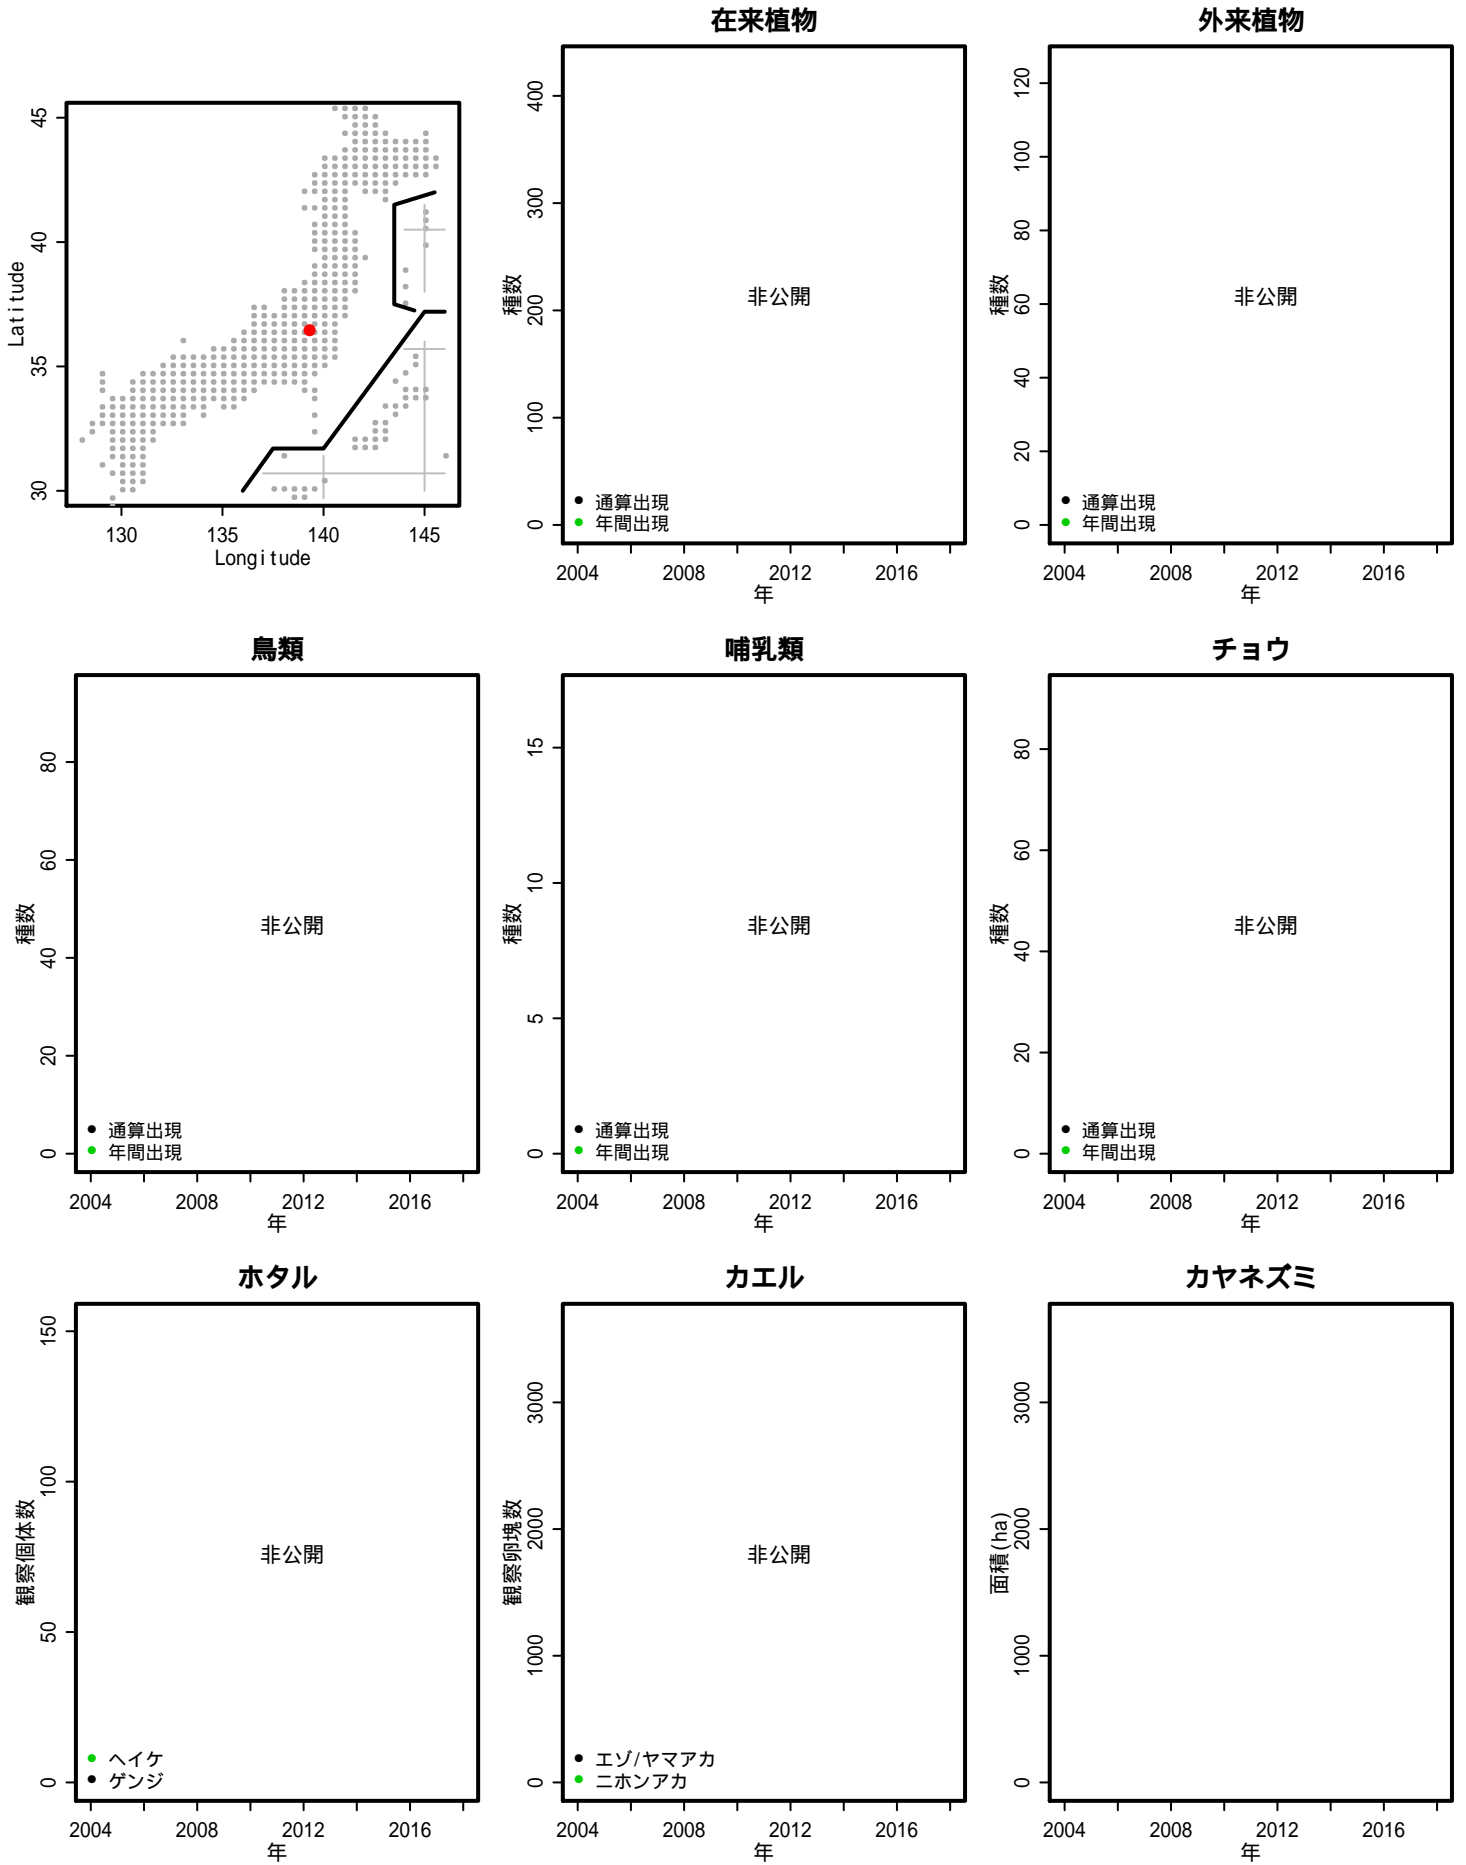 在来植物
外来植物
Latitude
45
40
35
30
130
135
140
145
Longitude
種数
400
300
200
100
0
非公開
通算出現
年間出現
2004
2008
2012
2016
年
種数
120
100
80
60
40
20
0
非公開
通算出現
年間出現
2004
2008
2012
2016
年
鳥類
種数
80
60
40
20
0
非公開
通算出現
年間出現
2004
2008
2012
2016
年
哺乳類
種数
15
10
5
0
非公開
通算出現
年間出現
2004
2008
2012
2016
年
チョウ
種数
80
60
40
20
0
非公開
通算出現
年間出現
2004
2008
2012
2016
年
ホタル
観察個体数
150
100
50
0
非公開
ヘイケ
ゲンジ
2004
2008
2012
2016
年
カエル
観察卵塊数
3000
2000
1000
0
非公開
エゾ/ヤマアカ
ニホンアカ
2004
2008
2012
2016
年
カヤネズミ
面積(ha)
3000
2000
1000
0
2004
2008
2012
2016
年